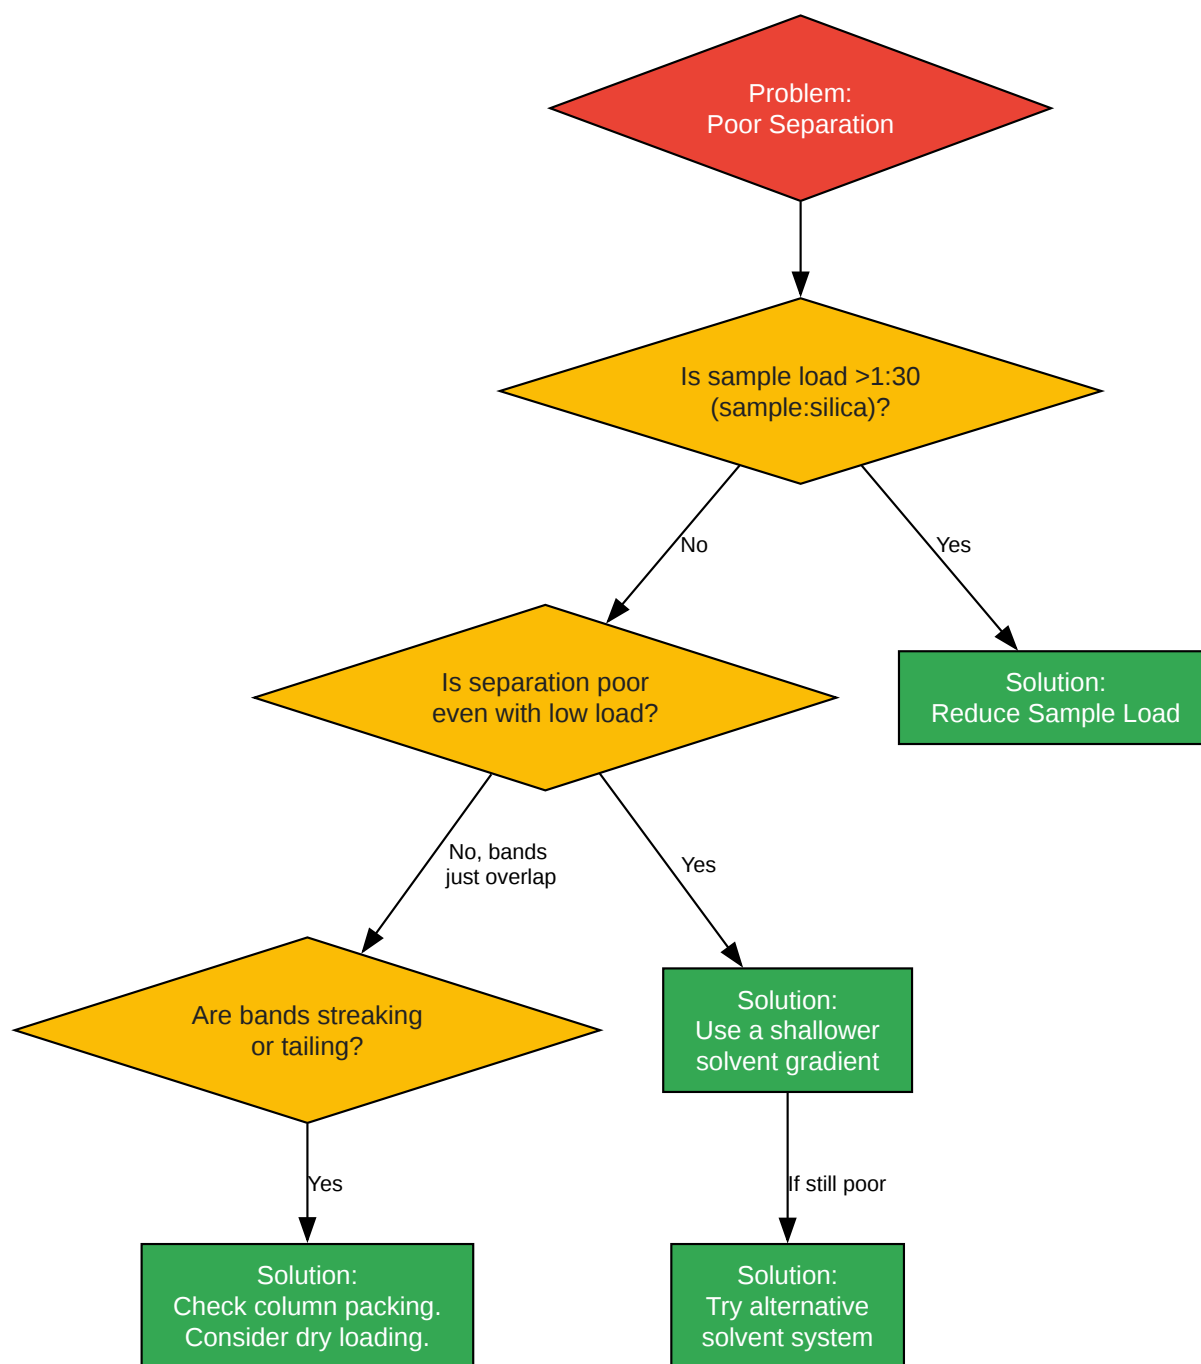 Problem:
Poor Separation
Is sample load >1:30
(sample:silica)?
No
Yes
Is separation poor
even with low load?
Solution:
Reduce Sample Load
No, bands
just overlap
Yes
Are bands streaking
or tailing?
Solution:
Use a shallower
solvent gradient
Yes
If still poor
Solution:
Check column packing.
Consider dry loading.
Solution:
Try alternative
solvent system